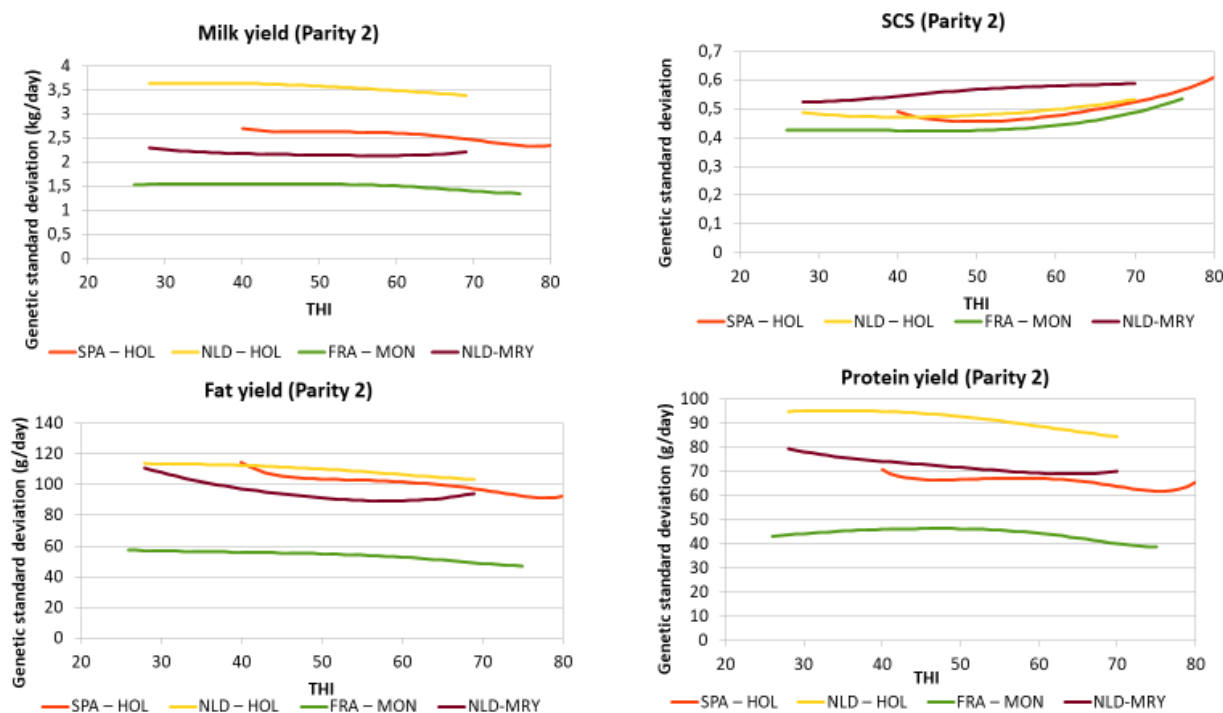 Milk yield (Parity 2)
Genetic standard deviation (kg/day)
4
3,5
3
2,5
2
1,5
1
0,5
0
20 30 40 50 60 70 80
THI
SPA – HOL NLD – HOL FRA – MON NLD-MRY
SCS (Parity 2)
Genetic standard deviation
0,7
0,6
0,5
0,4
0,3
0,2
0,1
0
20 30 40 50 60 70 80
THI
SPA – HOL NLD – HOL FRA – MON NLD-MRY
Fat yield (Parity 2)
Genetic standard deviation (g/day)
140
120
100
80
60
40
20
0
20 30 40 50 60 70 80
THI
SPA – HOL NLD – HOL FRA – MON NLD-MRY
Protein yield (Parity 2)
Genetic standard deviation (g/day)
100
90
80
70
60
50
40
30
20
10
0
20 30 40 50 60 70 80
THI
SPA – HOL NLD – HOL FRA – MON NLD-MRY